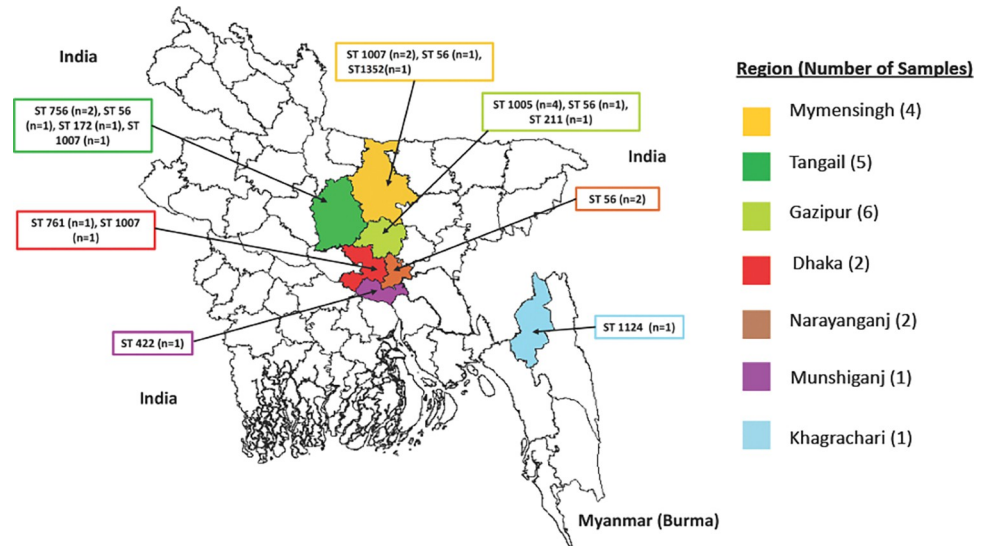 India
ST 1007 (n=2), ST 56 (n=1),
ST1352(n=1)
ST 756 (n=2), ST 56
(n=1), ST 172 (n=1), ST
1007 (n=1)
ST 1005 (n=4), ST 56 (n=1),
ST 211 (n=1)
India
ST 56 (n=2)
ST 761 (n=1), ST 1007
(n=1)
ST 422 (n=1)
ST 1124 (n=1)
India
Myanmar (Burma)
Region (Number of Samples)
Mymensingh (4)
Tangail (5)
Gazipur (6)
Dhaka (2)
Narayanganj (2)
Munshiganj (1)
Khagrachari (1)